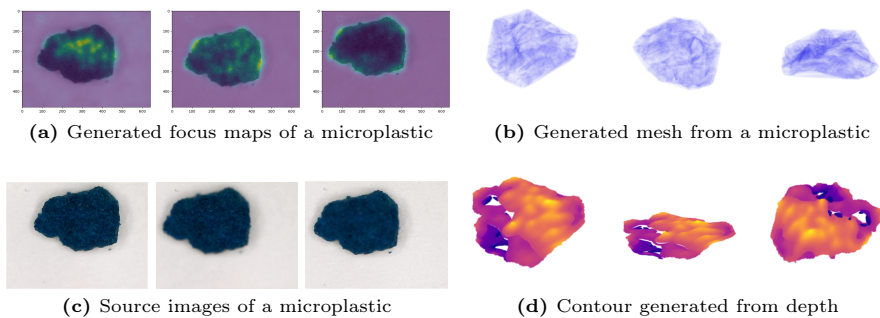 (a) Generated focus maps of a microplastic
(b) Generated mesh from a microplastic
(c) Source images of a microplastic
(d) Contour generated from depth